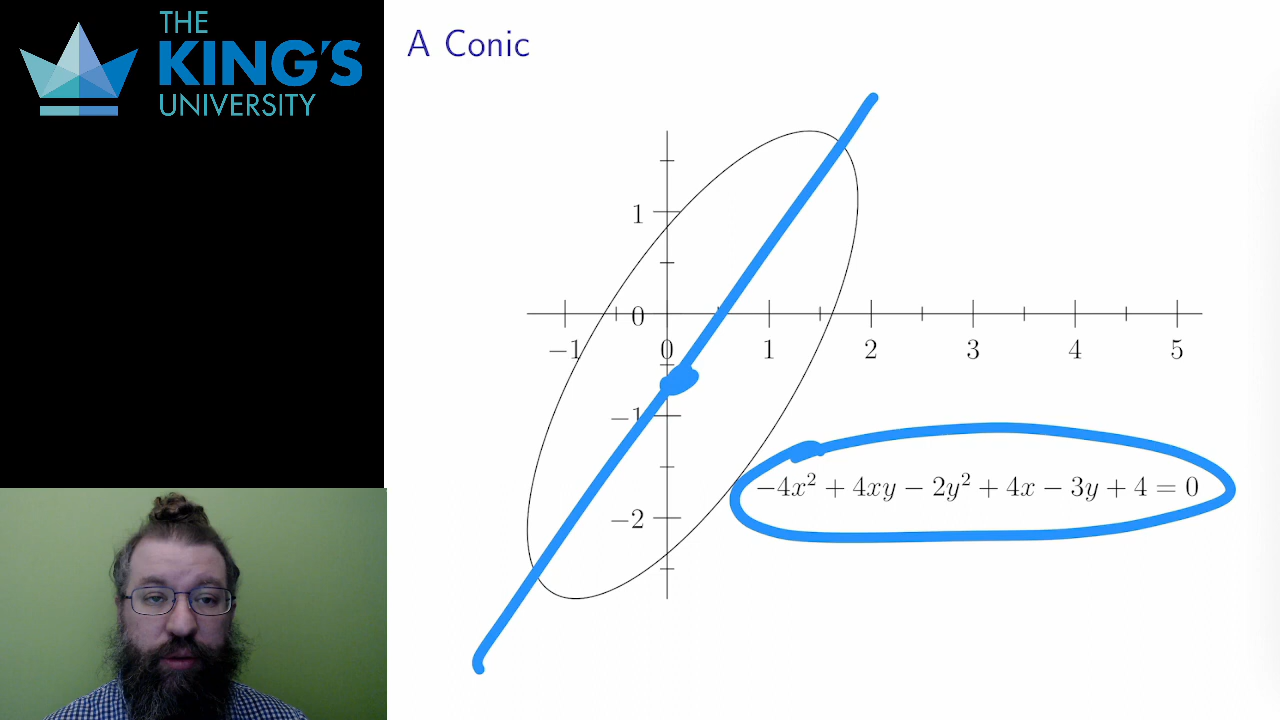 THE
KING'S
UNIVERSITY
A Conic
1
0
−1 0 1 2 3 4 5
−1
−4x² + 4xy − 2y² + 4x − 3y + 4 = 0
−2